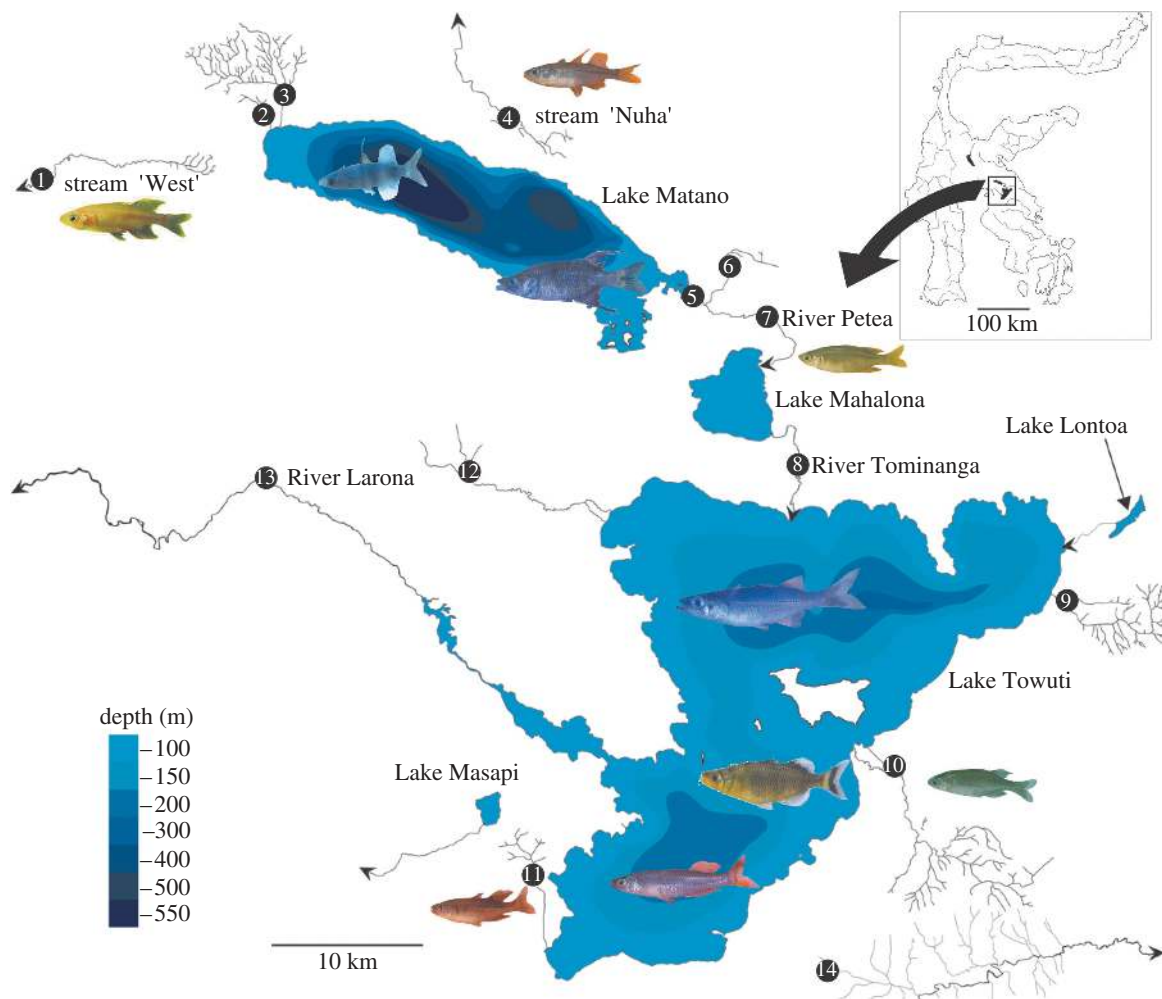 3
2
4
stream 'Nuha'
1
stream 'West'
Lake Matano
6
5
7
River Petea
100 km
Lake Mahalona
Lake Lontoa
13
River Larona
12
8
River Tominanga
9
Lake Towuti
depth (m)
–100
–150
–200
–300
–400
–500
–550
Lake Masapi
10
11
10 km
14